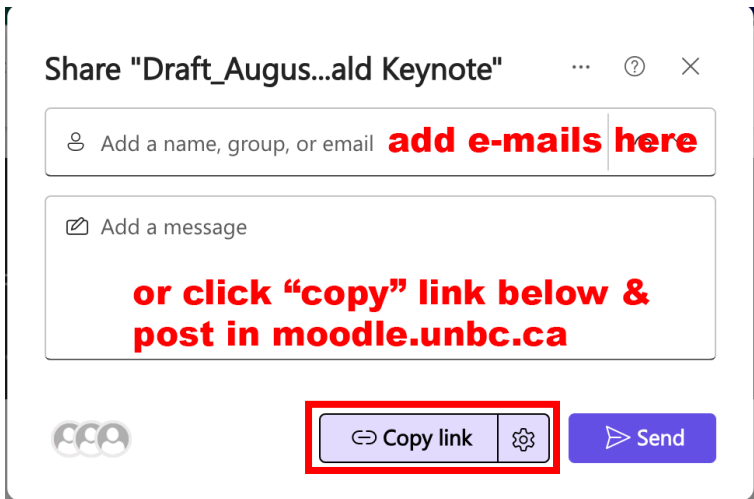 Share "Draft_Augus...ald Keynote"
Add a name, group, or email add e-mails here
Add a message
or click “copy” link below &
post in moodle.unbc.ca
Copy link
Send